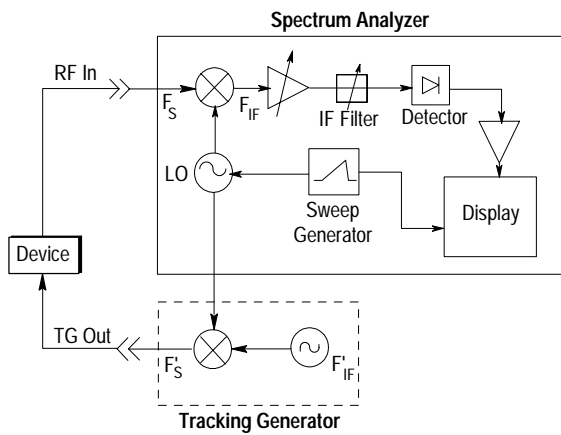 Spectrum Analyzer
RF In
F_S
F_IF
IF Filter
Detector
LO
Sweep
Generator
Display
Device
TG Out
F'_S
F'_IF
Tracking Generator